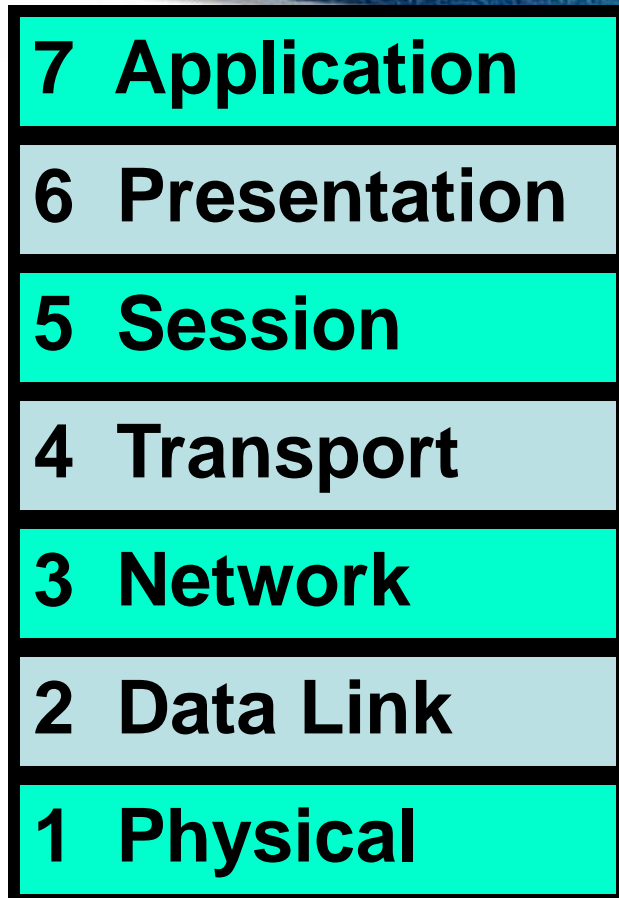 7 Application
6 Presentation
5 Session
4 Transport
3 Network
2 Data Link
1 Physical